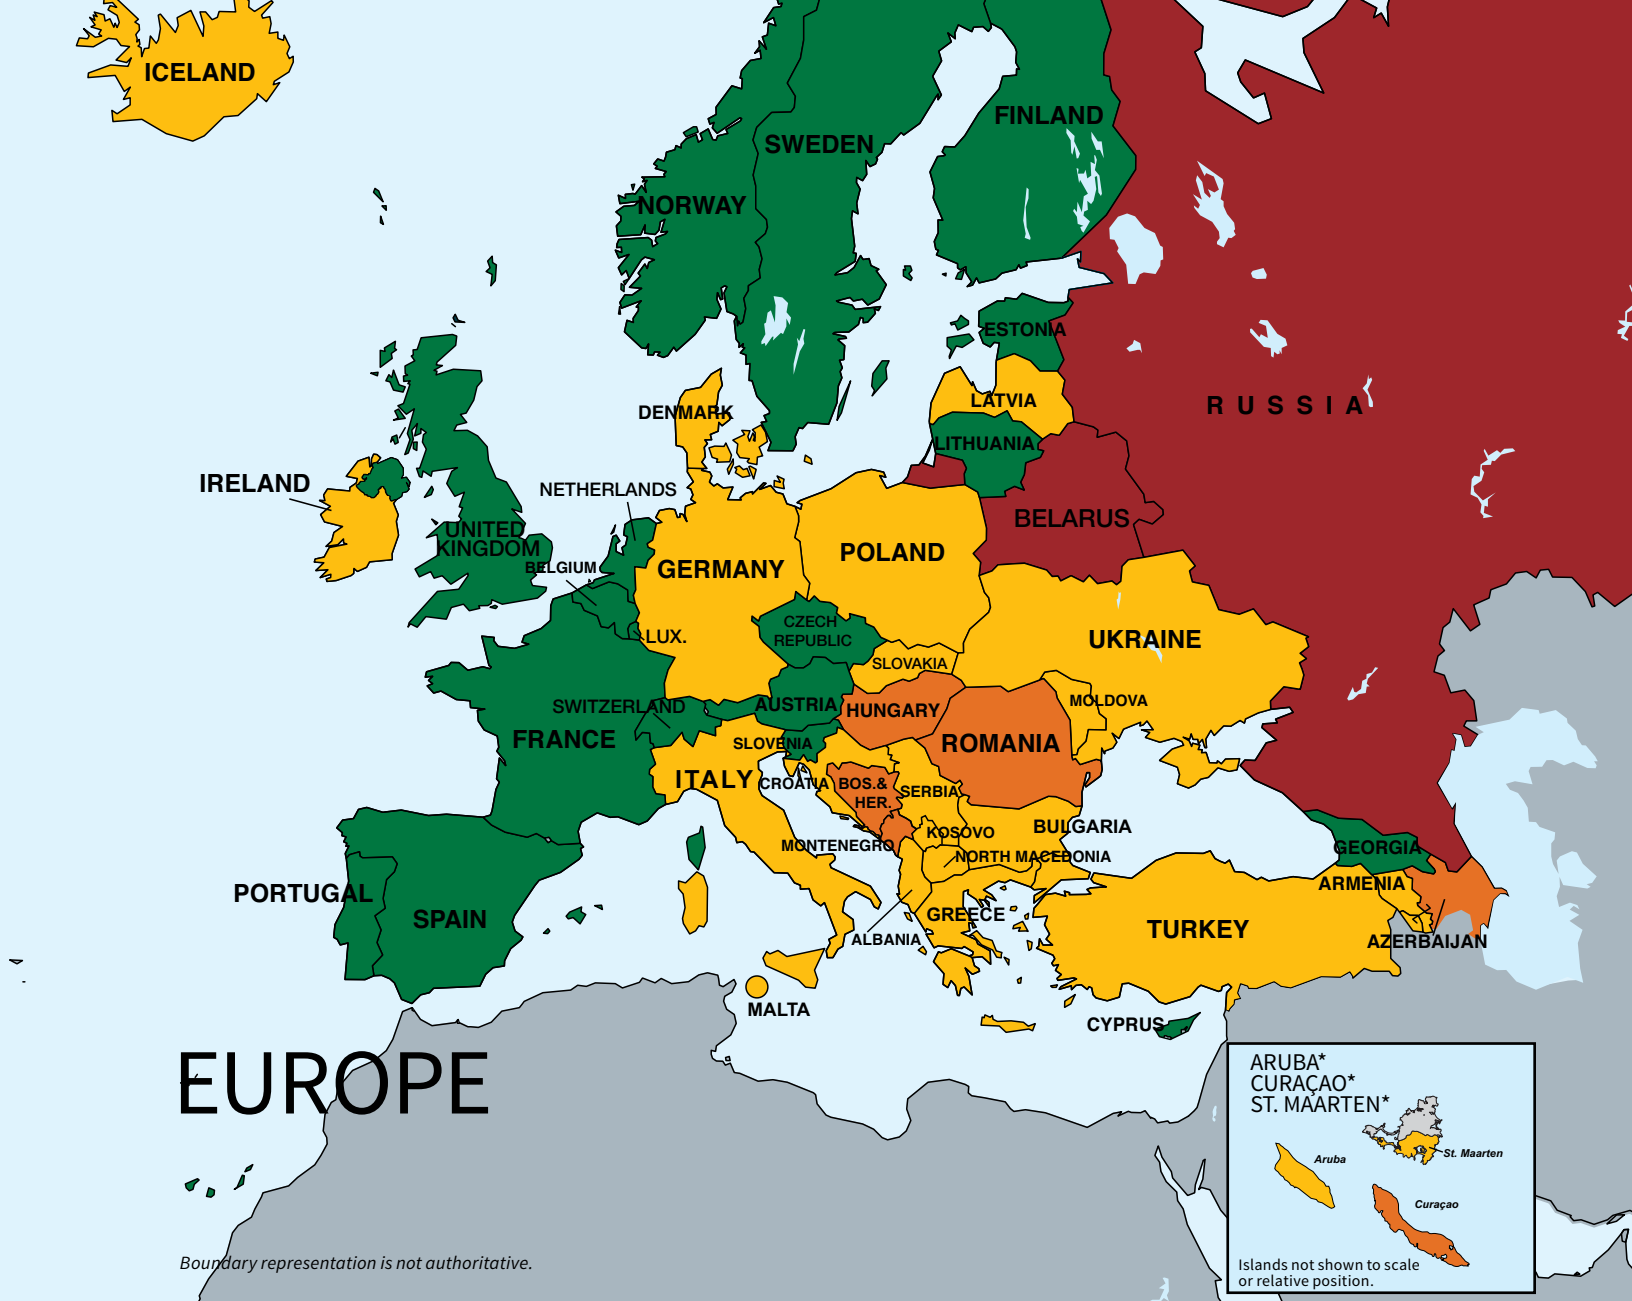 ICELAND
FINLAND
SWEDEN
NORWAY
ESTONIA
LATVIA
RUSSIA
DENMARK
LITHUANIA
IRELAND
NETHERLANDS
BELARUS
UNITED
KINGDOM
BELGIUM
GERMANY
POLAND
CZECH
REPUBLIC
LUX.
UKRAINE
SLOVAKIA
SWITZERLAND
AUSTRIA
HUNGARY
MOLDOVA
FRANCE
SLOVENIA
ROMANIA
ITALY
CROATIA
BOS.&
HER.
SERBIA
MONTENEGRO
KOSOVO
BULGARIA
NORTH MACEDONIA
GEORGIA
ARMENIA
PORTUGAL
SPAIN
GREECE
TURKEY
ALBANIA
AZERBAIJAN
MALTA
CYPRUS
EUROPE
ARUBA*
CURAÇAO*
ST. MAARTEN*
St. Maarten
Aruba
Curaçao
Islands not shown to scale
or relative position.
Boundary representation is not authoritative.